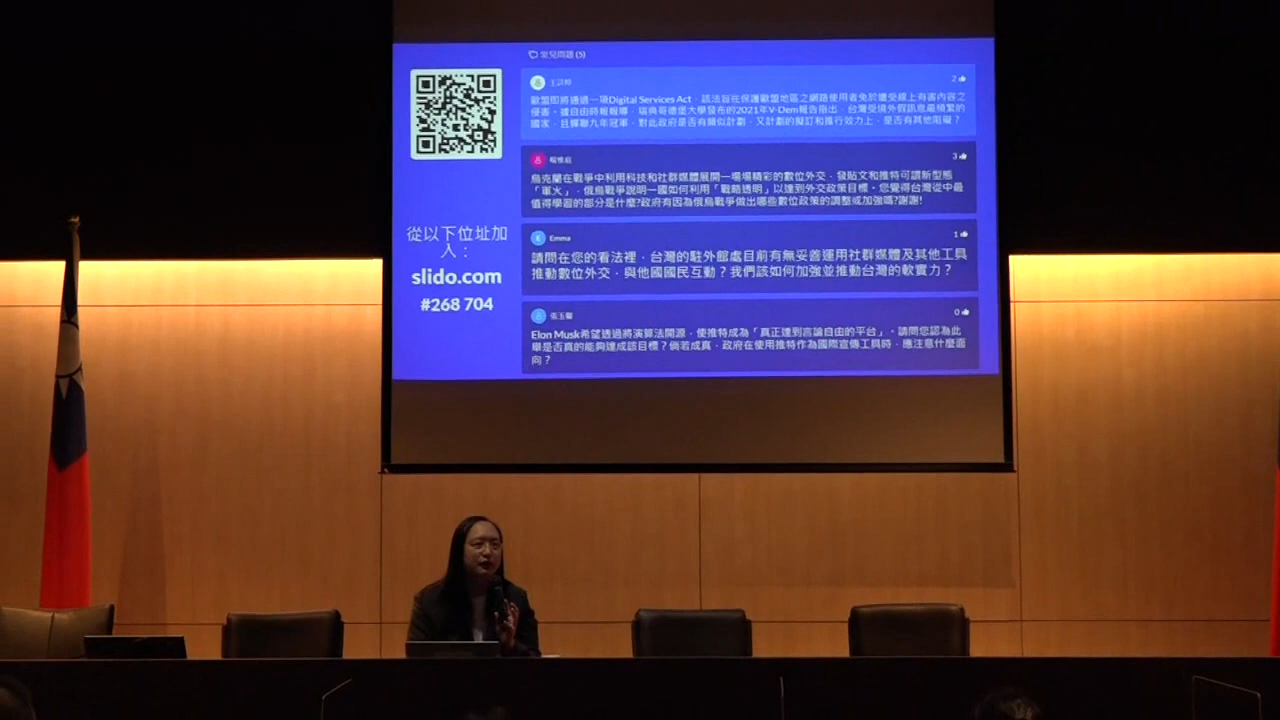 常見問題 (5)
2
歐盟即將通過一項Digital Services Act，該法旨在保護歐盟地區之網路使用者免於遭受線上有害內容之
侵害。據自由時報報導，瑞典哥德堡大學發布的2021年V-Dem報告指出，台灣受境外假訊息最頻繁的
國家，且蟬聯九年冠軍，對此政府是否有類似計劃，又計劃的擬訂和推行效力上，是否有其他阻礙？
3
烏克蘭在戰爭中利用科技和社群媒體展開一場場精彩的數位外交，發貼文和推特可謂新型態
「軍火」，俄烏戰爭說明一國如何利用「戰略透明」以達到外交政策目標。您覺得台灣從中最
值得學習的部分是什麼?政府有因為俄烏戰爭做出哪些數位政策的調整或加強嗎?謝謝!
E Emma
1
請問在您的看法裡，台灣的駐外館處目前有無妥善運用社群媒體及其他工具
推動數位外交，與他國國民互動？我們該如何加強並推動台灣的軟實力？
張玉馨
0
Elon Musk希望透過將演算法開源，使推特成為「真正達到言論自由的平台」。請問您認為此
舉是否真的能夠達成該目標？倘若成真，政府在使用推特作為國際宣傳工具時，應注意什麼面
向？
從以下位址加
入：
slido.com
#268 704